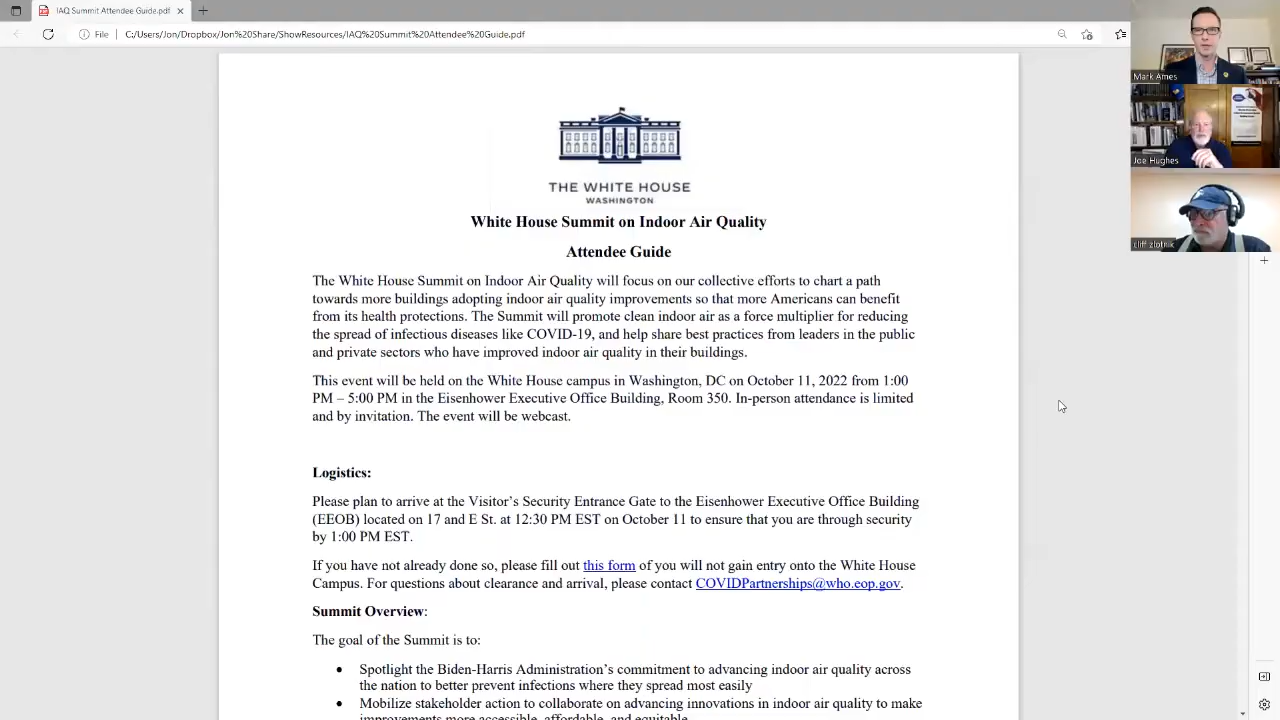 IAQ Summit Attendee Guide.pdf
File
C:/Users/Jon/Dropbox/Jon%20Share/ShowResources/IAQ%20Summit%20Attendee%20Guide.pdf
Mark Ames
Joe Hughes
cliff zlotnik
THE WHITE HOUSE
WASHINGTON
White House Summit on Indoor Air Quality
Attendee Guide
The White House Summit on Indoor Air Quality will focus on our collective efforts to chart a path
towards more buildings adopting indoor air quality improvements so that more Americans can benefit
from its health protections. The Summit will promote clean indoor air as a force multiplier for reducing
the spread of infectious diseases like COVID-19, and help share best practices from leaders in the public
and private sectors who have improved indoor air quality in their buildings.
This event will be held on the White House campus in Washington, DC on October 11, 2022 from 1:00
PM – 5:00 PM in the Eisenhower Executive Office Building, Room 350. In-person attendance is limited
and by invitation. The event will be webcast.
Logistics:
Please plan to arrive at the Visitor's Security Entrance Gate to the Eisenhower Executive Office Building
(EEOB) located on 17 and E St. at 12:30 PM EST on October 11 to ensure that you are through security
by 1:00 PM EST.
If you have not already done so, please fill out this form of you will not gain entry onto the White House
Campus. For questions about clearance and arrival, please contact COVIDPartnerships@who.eop.gov.
Summit Overview:
The goal of the Summit is to:
• Spotlight the Biden-Harris Administration's commitment to advancing indoor air quality across
the nation to better prevent infections where they spread most easily
• Mobilize stakeholder action to collaborate on advancing innovations in indoor air quality to make
improvements more accessible, affordable, and equitable